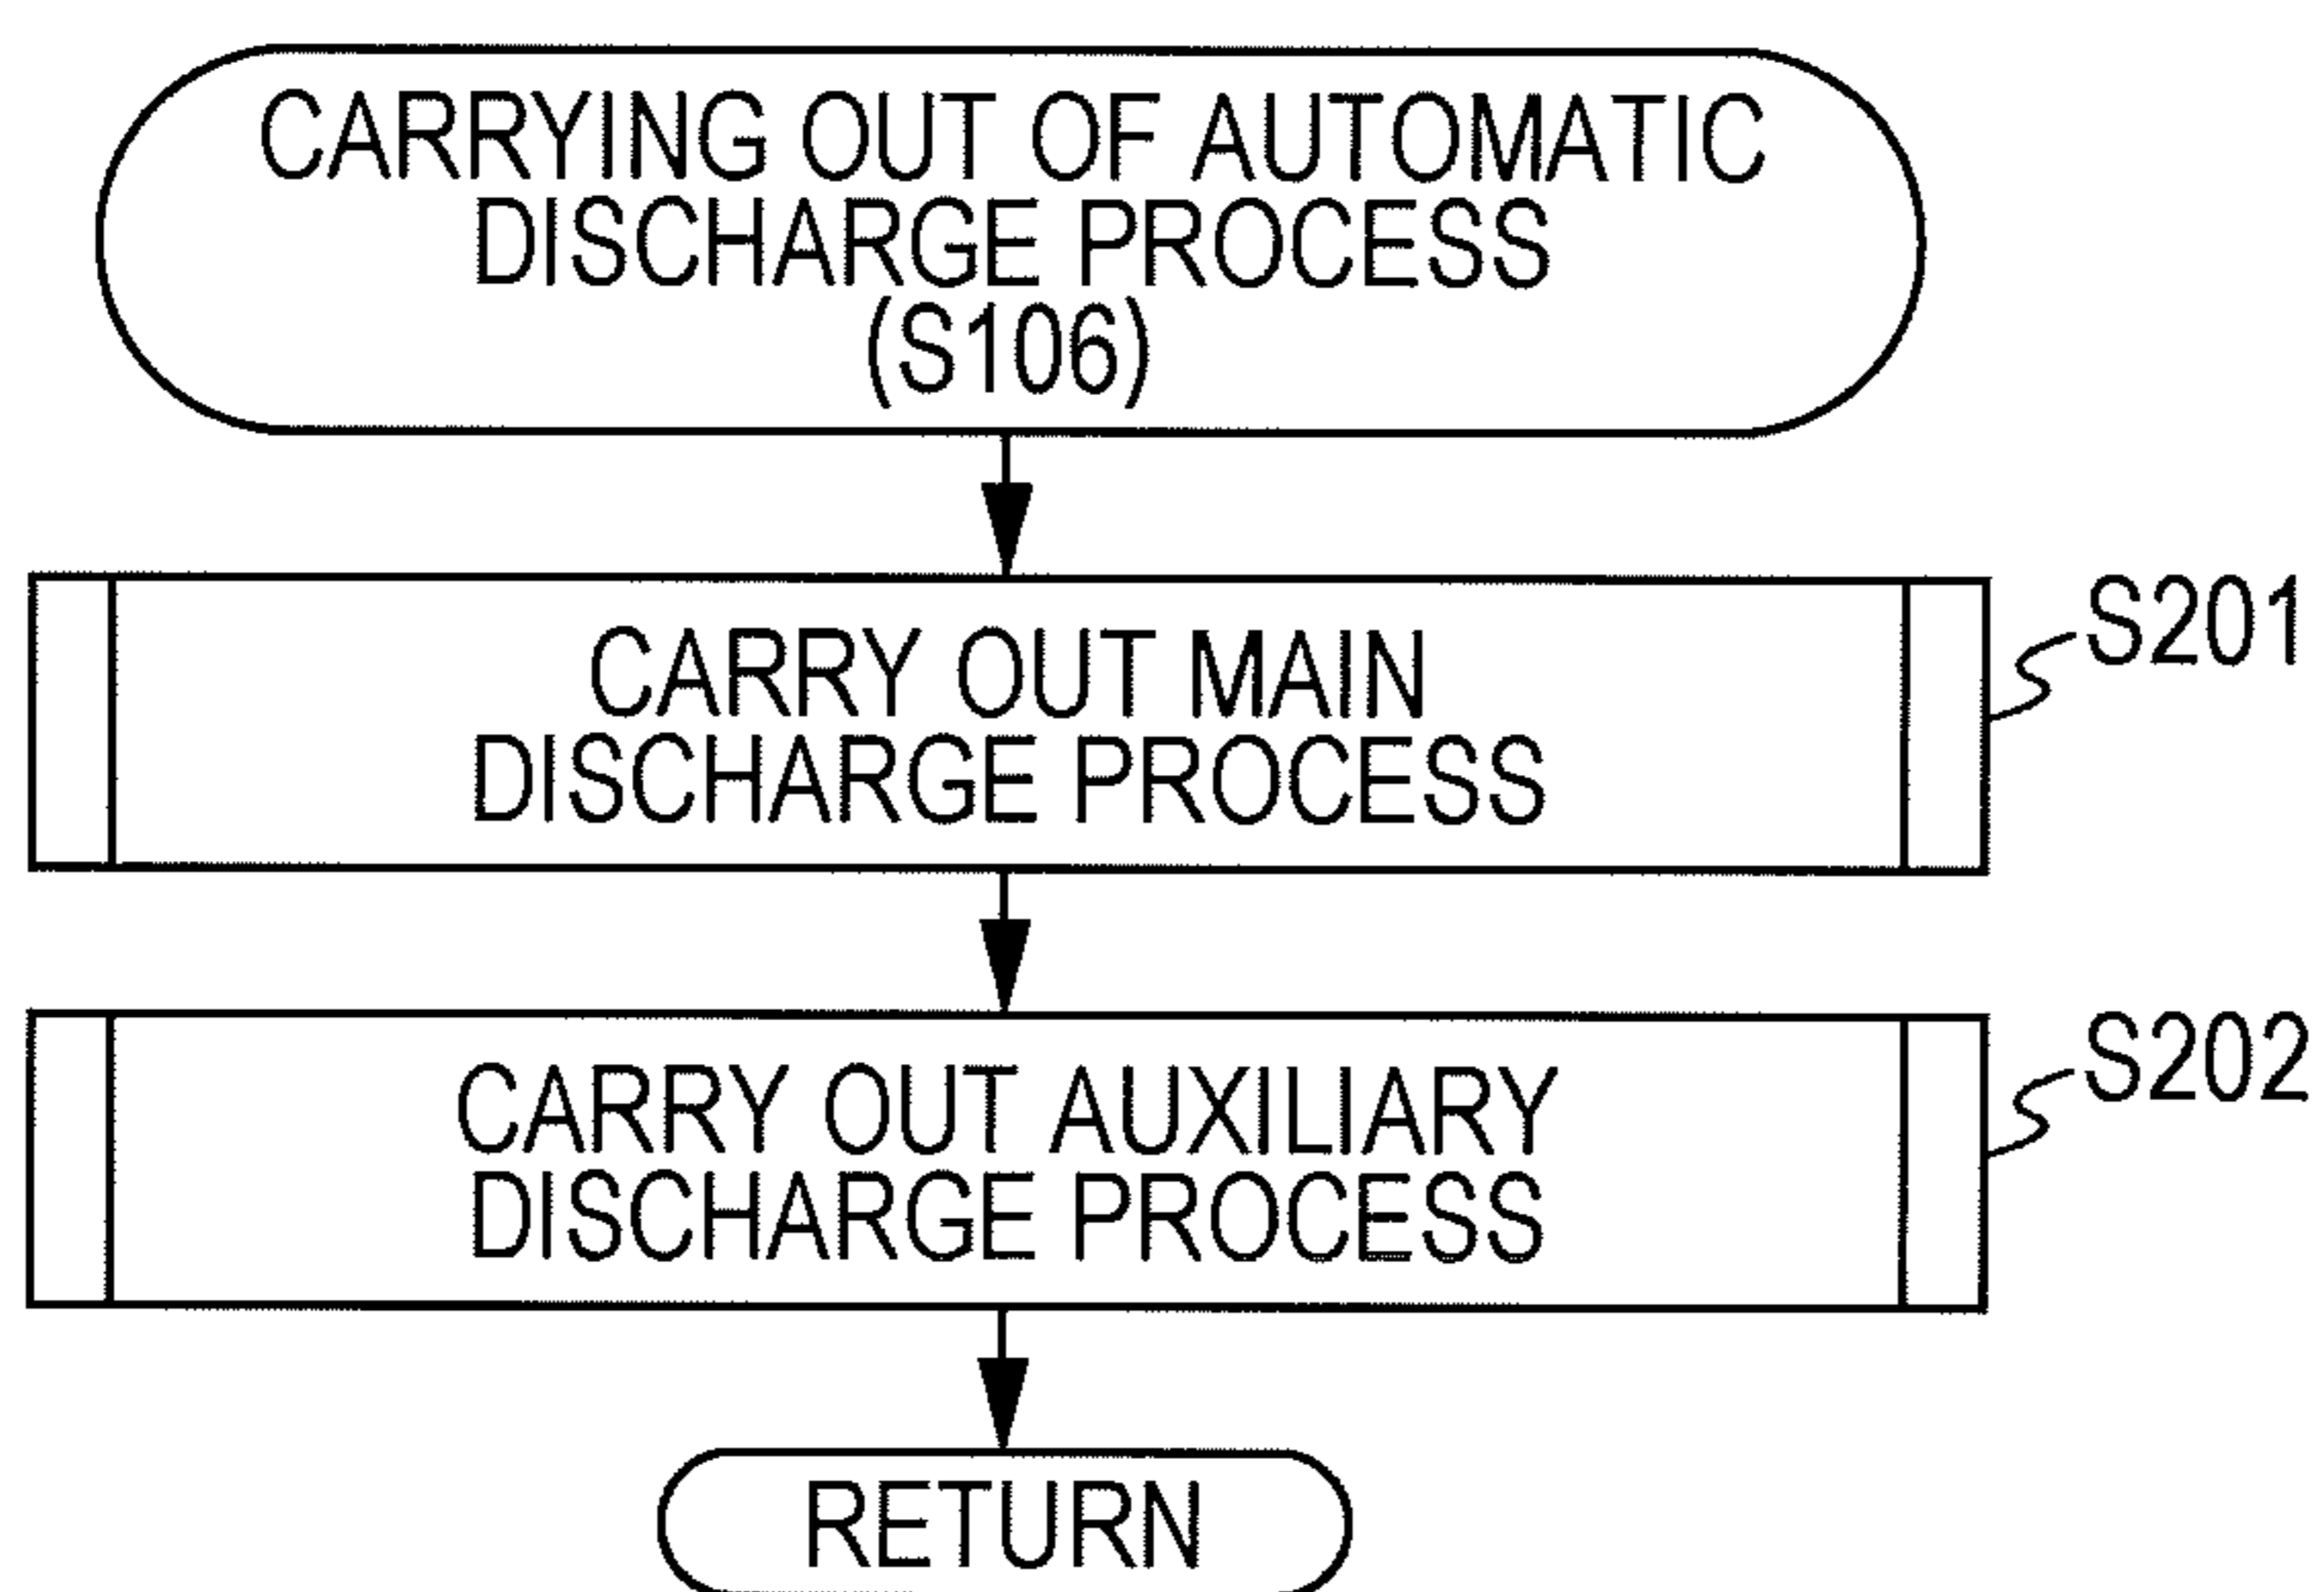 CARRYING OUT OF AUTOMATIC
DISCHARGE PROCESS
(S106)
CARRY OUT MAIN
DISCHARGE PROCESS
S201
CARRY OUT AUXILIARY
DISCHARGE PROCESS
S202
RETURN